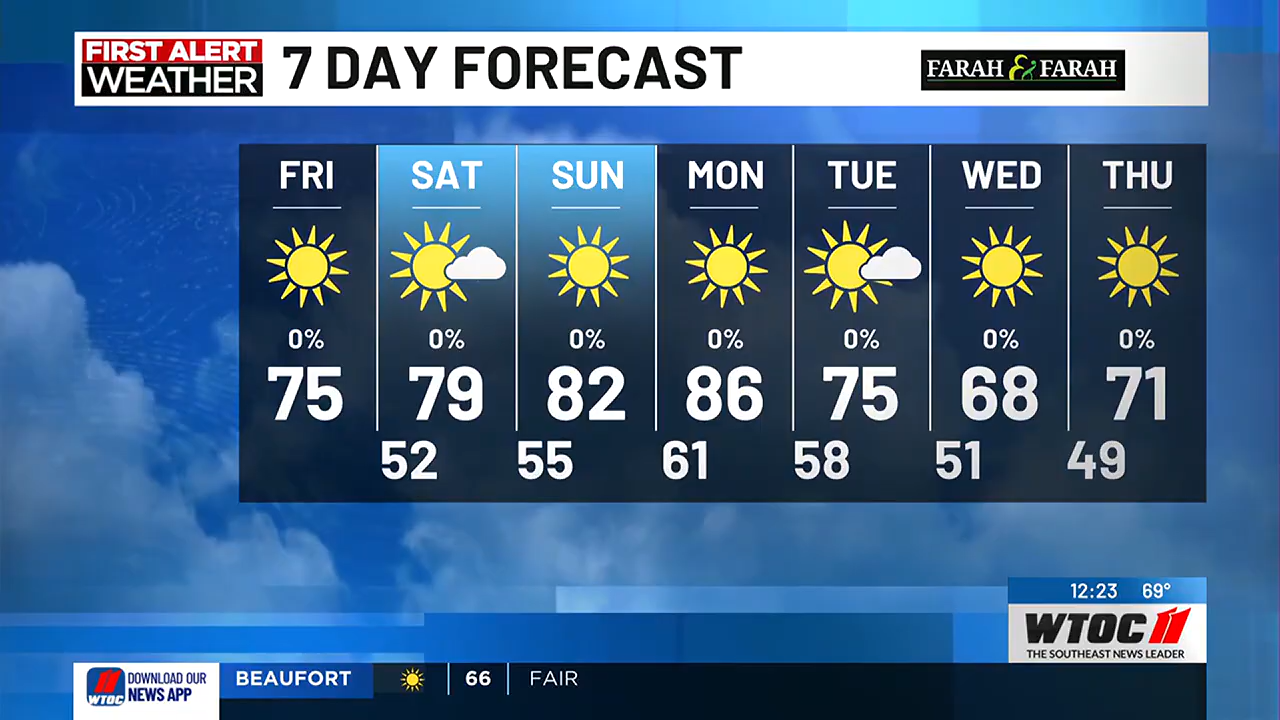 FIRST ALERT
WEATHER
7 DAY FORECAST
FARAH & FARAH
FRI SAT SUN MON TUE WED THU
0% 0% 0% 0% 0% 0% 0%
75 79 82 86 75 68 71
52 55 61 58 51 49
12:23 69°
WTOC 11
THE SOUTHEAST NEWS LEADER
11
WTOC
DOWNLOAD OUR
NEWS APP
BEAUFORT 66 FAIR